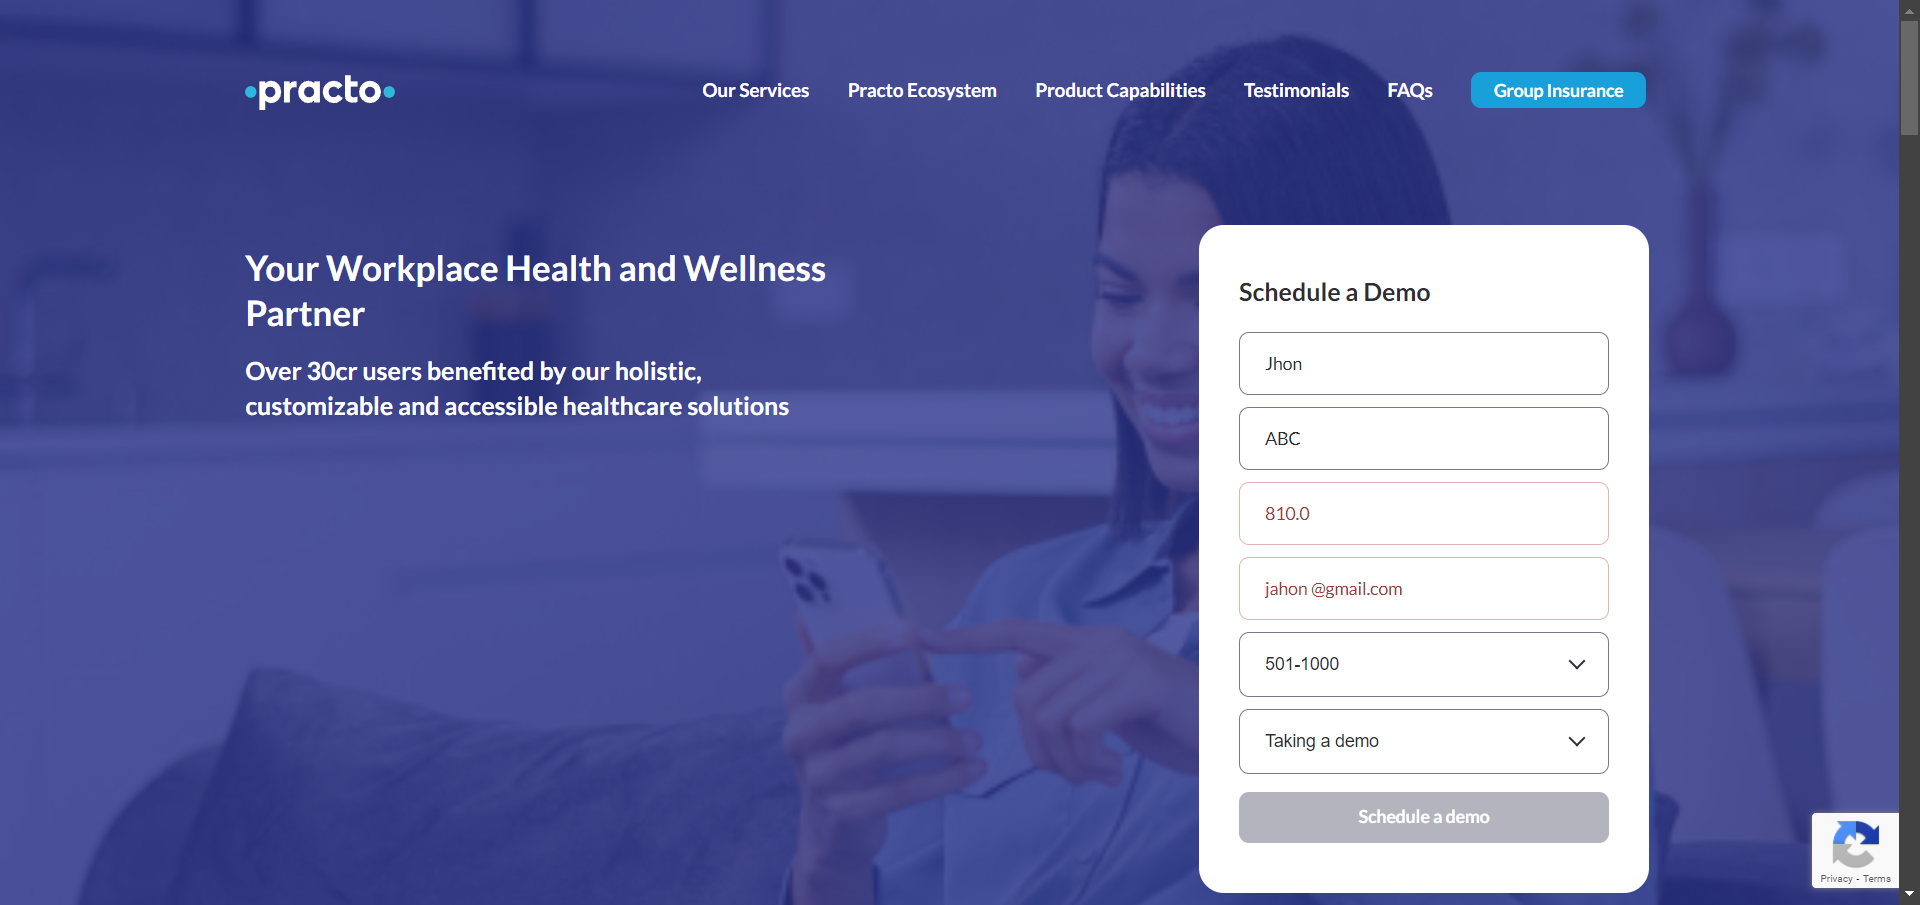 practo
Our Services
Practo Ecosystem
Product Capabilities
Testimonials
FAQs
Group Insurance
Your Workplace Health and Wellness
Partner
Over 30cr users benefited by our holistic,
customizable and accessible healthcare solutions
Schedule a Demo
Jhon
ABC
810.0
jahon @gmail.com
501-1000
Taking a demo
Schedule a demo
Privacy - Terms